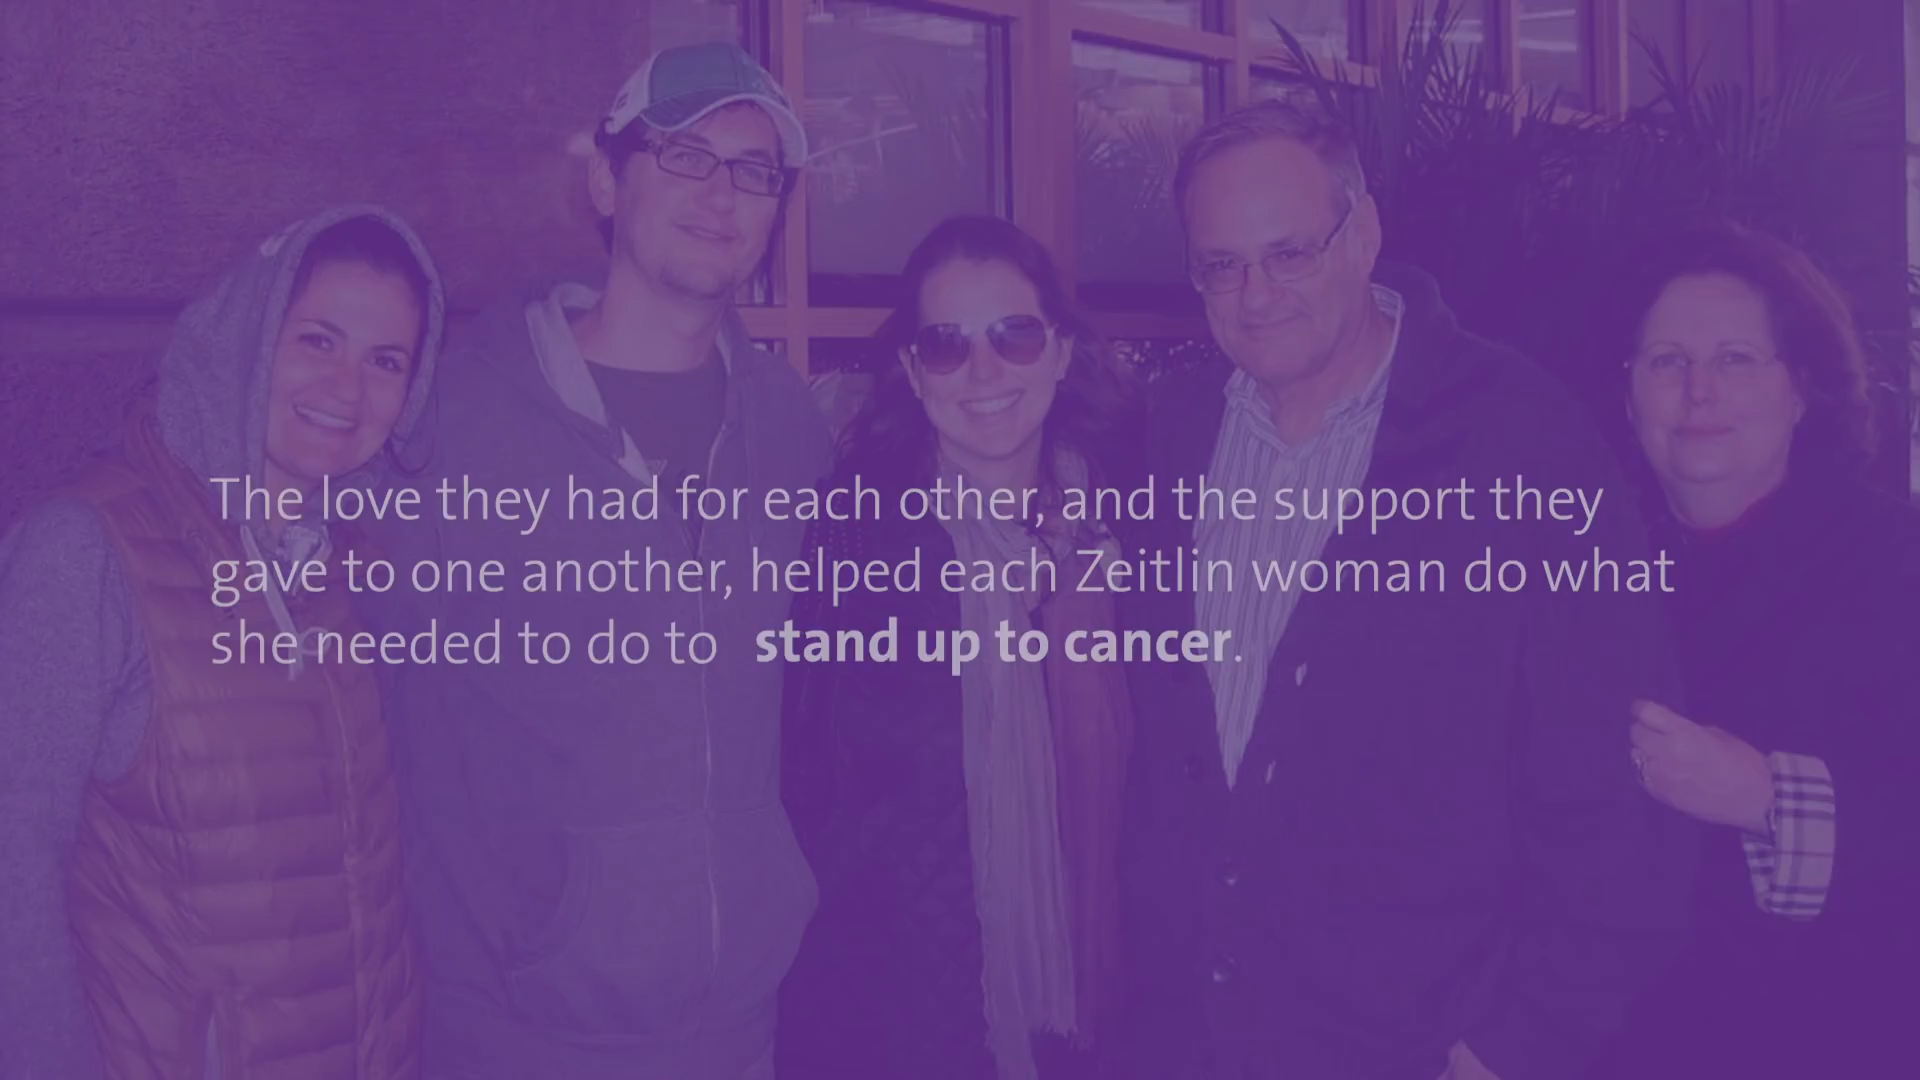 The love they had for each other, and the support they
gave to one another, helped each Zeitlin woman do what
she needed to do to stand up to cancer.